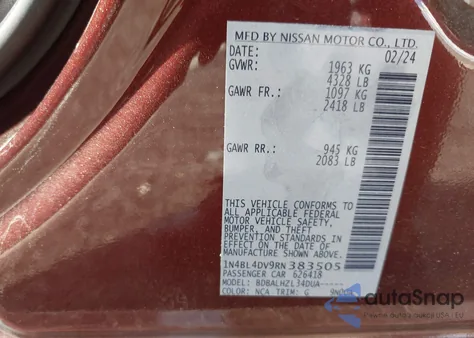 MFD BY NISSAN MOTOR CO., LTD.
DATE: 02/24
GVWR: 1963 KG
4328 LB
GAWR FR.: 1097 KG
2418 LB
GAWR RR.: 945 KG
2083 LB
THIS VEHICLE CONFORMS TO
ALL APPLICABLE FEDERAL
MOTOR VEHICLE SAFETY,
BUMPER, AND THEFT
PREVENTION STANDARDS IN
EFFECT ON THE DATE OF
MANUFACTURE SHOWN ABOVE.
1N4BL4DV9RN383505
PASSENGER CAR 626418
MODEL: BDBALHZL34DUA-----
COLOR: NCA TRIM: G
autoSnap